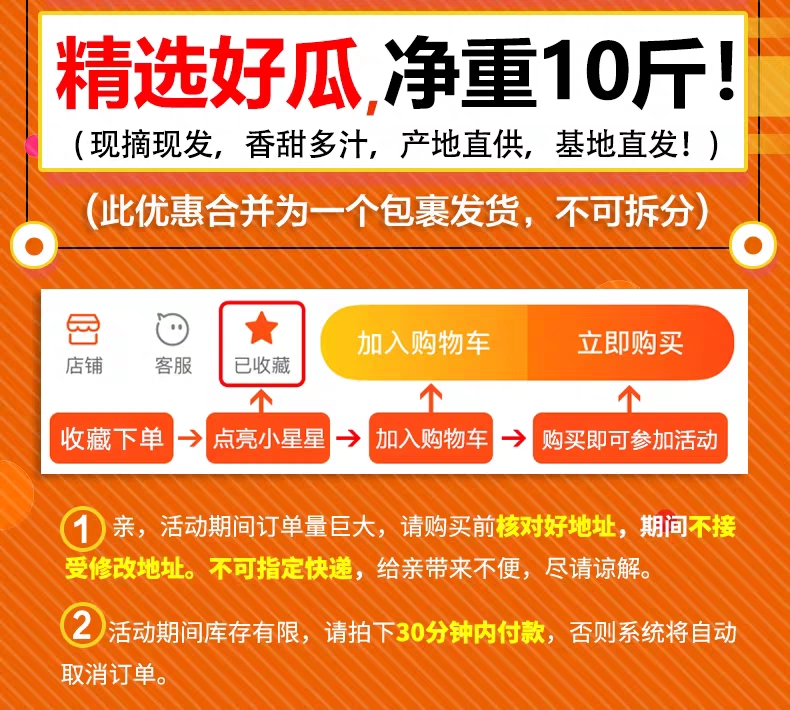 精选好瓜,净重10斤!
(现摘现发，香甜多汁，产地直供，基地直发！)
(此优惠合并为一个包裹发货，不可拆分)
店铺 客服 已收藏 加入购物车 立即购买
收藏下单 点亮小星星 加入购物车 购买即可参加活动
1 亲，活动期间订单量巨大，请购买前核对好地址，期间不接
受修改地址。不可指定快递，给亲带来不便，尽请谅解。
2 活动期间库存有限，请拍下30分钟内付款，否则系统将自动
取消订单。